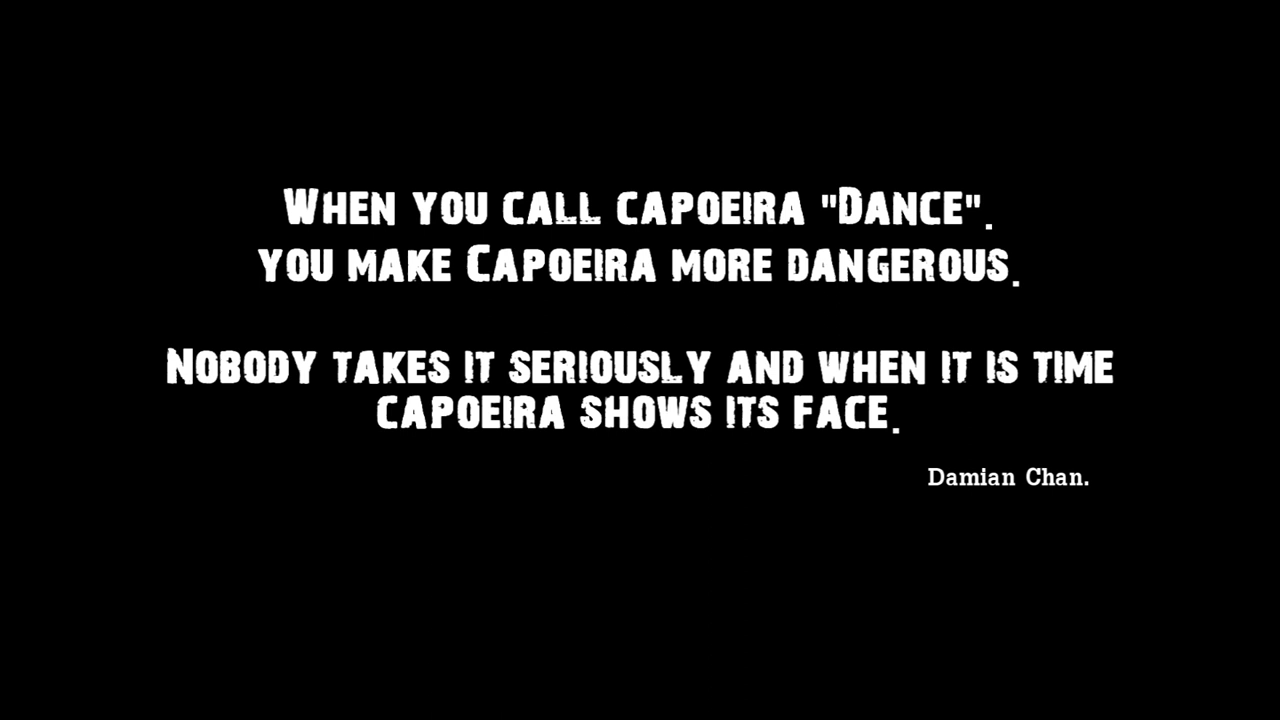 When you call capoeira "Dance".
you make Capoeira more dangerous.
Nobody takes it seriously and when it is time
capoeira shows its face.
Damian Chan.